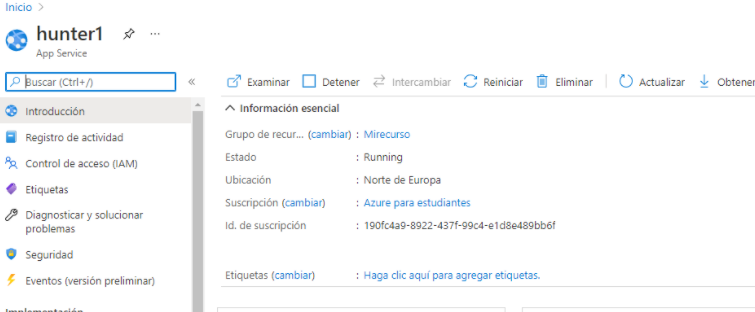 Inicio >
hunter1
App Service
Buscar (Ctrl+/)
«
Examinar Detener Intercambiar Reiniciar Eliminar Actualizar Obtener
Introducción
Registro de actividad
Control de acceso (IAM)
Etiquetas
Diagnosticar y solucionar
problemas
Seguridad
Eventos (versión preliminar)
Implementación
Información esencial
Grupo de recur... (cambiar) : Mirecurso
Estado : Running
Ubicación : Norte de Europa
Suscripción (cambiar) : Azure para estudiantes
Id. de suscripción : 190fc4a9-8922-437f-99c4-e1d8e489bb6f
Etiquetas (cambiar) : Haga clic aquí para agregar etiquetas.